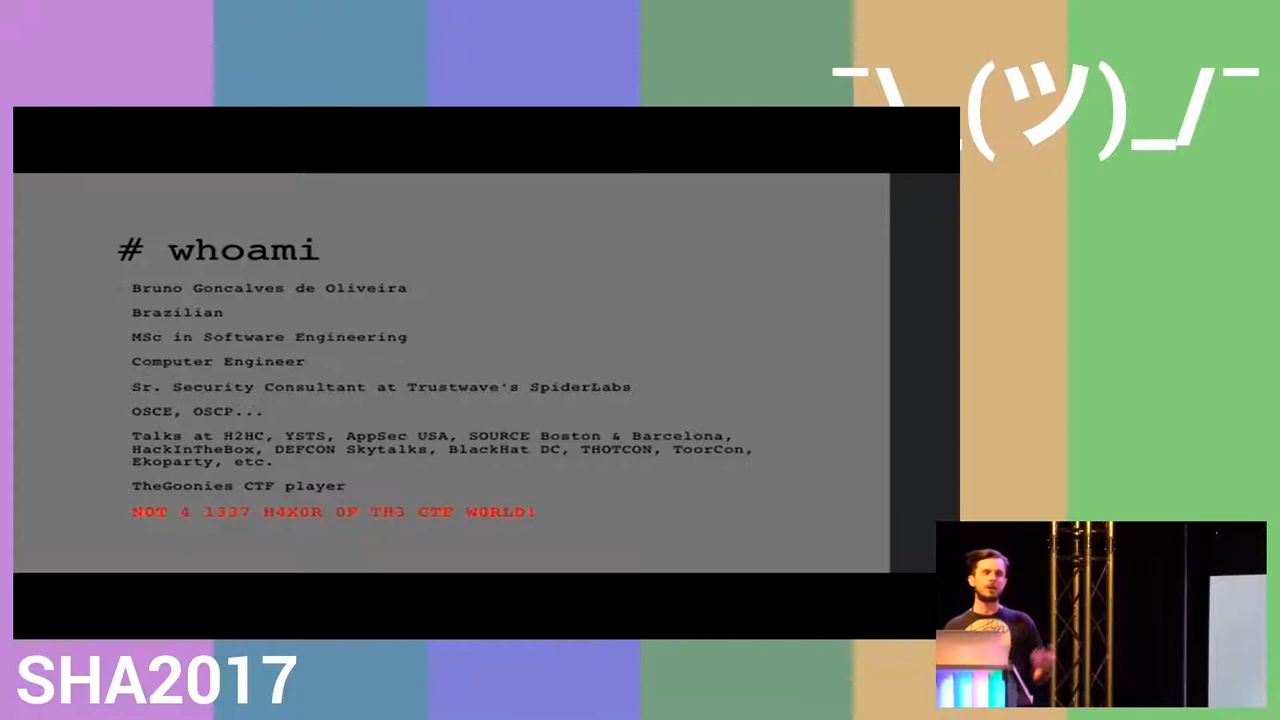 ¯\_(ツ)_/¯
# whoami
Bruno Goncalves de Oliveira
Brazilian
MSc in Software Engineering
Computer Engineer
Sr. Security Consultant at Trustwave's SpiderLabs
OSCE, OSCP...
Talks at H2HC, YSTS, AppSec USA, SOURCE Boston & Barcelona,
HackInTheBox, DEFCON Skytalks, BlackHat DC, THOTCON, ToorCon,
Ekoparty, etc.
TheGoonies CTF player
NOT 4 1337 H4X0R OF TH3 CTF WORLD!
SHA2017